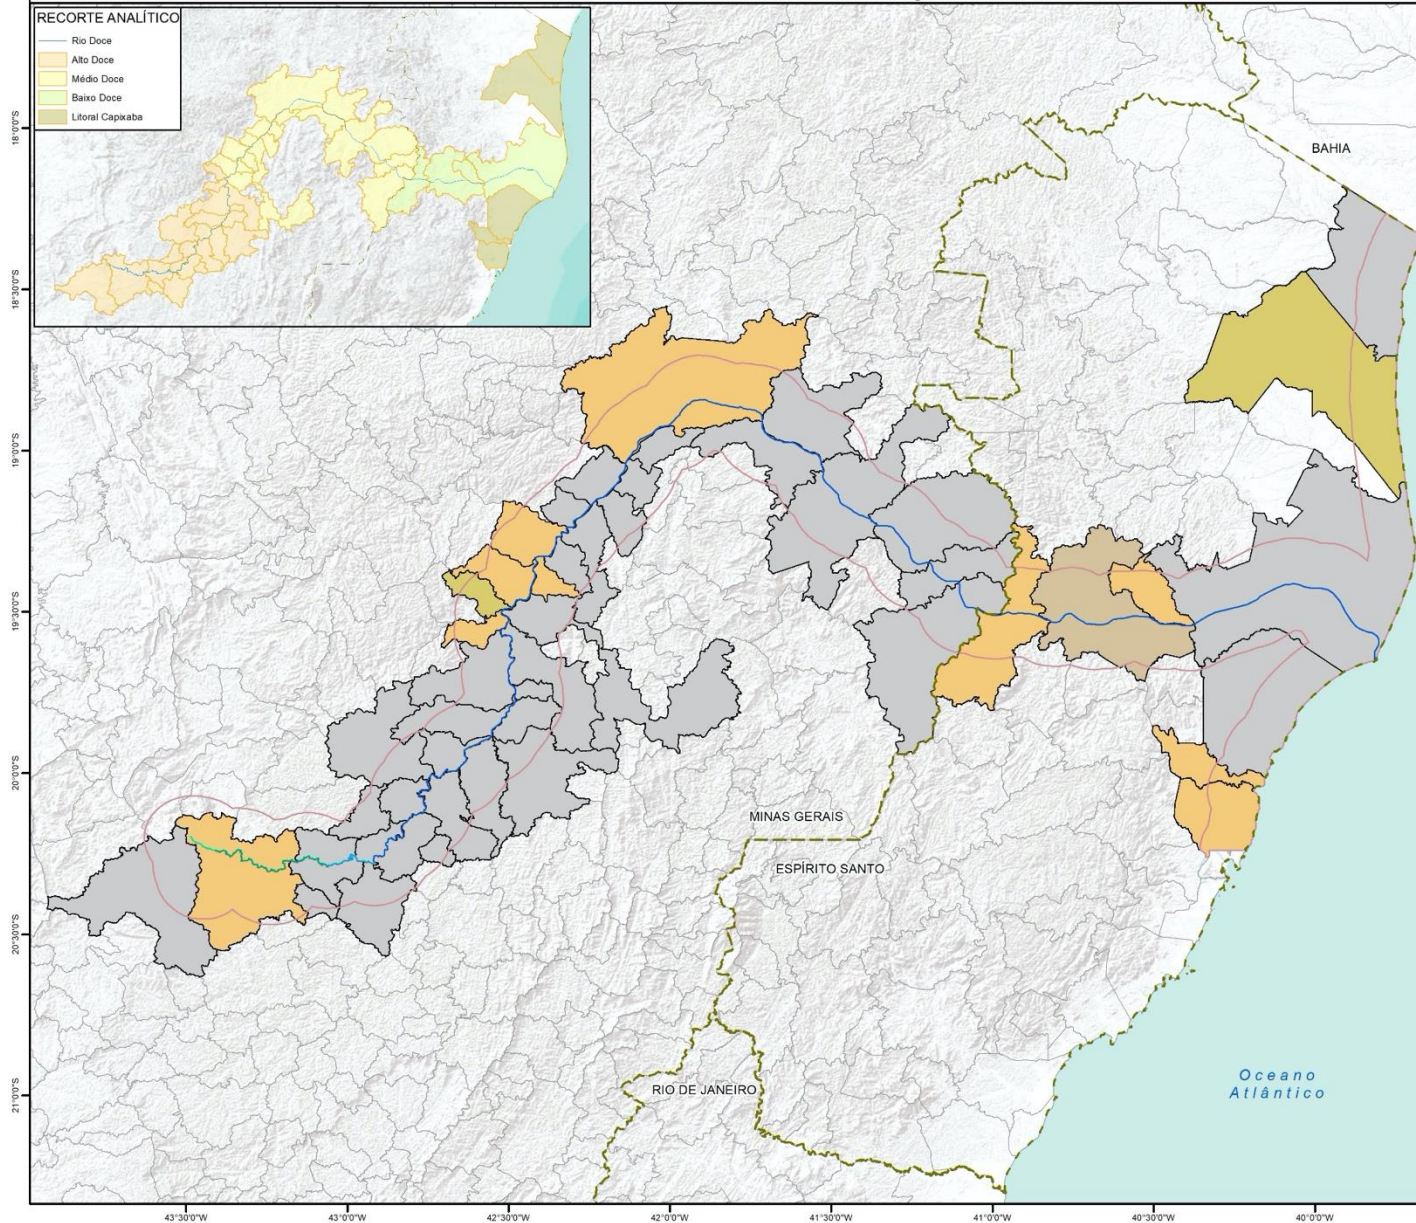 RECORTE ANALÍTICO
Rio Doce
Alto Doce
Médio Doce
Baixo Doce
Litoral Capixaba
BAHIA
MINAS GERAIS
ESPÍRITO SANTO
RIO DE JANEIRO
Oceano
Atlântico
18°0'0"S
18°30'0"S
19°0'0"S
19°30'0"S
20°0'0"S
20°30'0"S
21°0'0"S
43°30'0"W
43°0'0"W
42°30'0"W
42°0'0"W
41°30'0"W
41°0'0"W
40°30'0"W
40°0'0"W